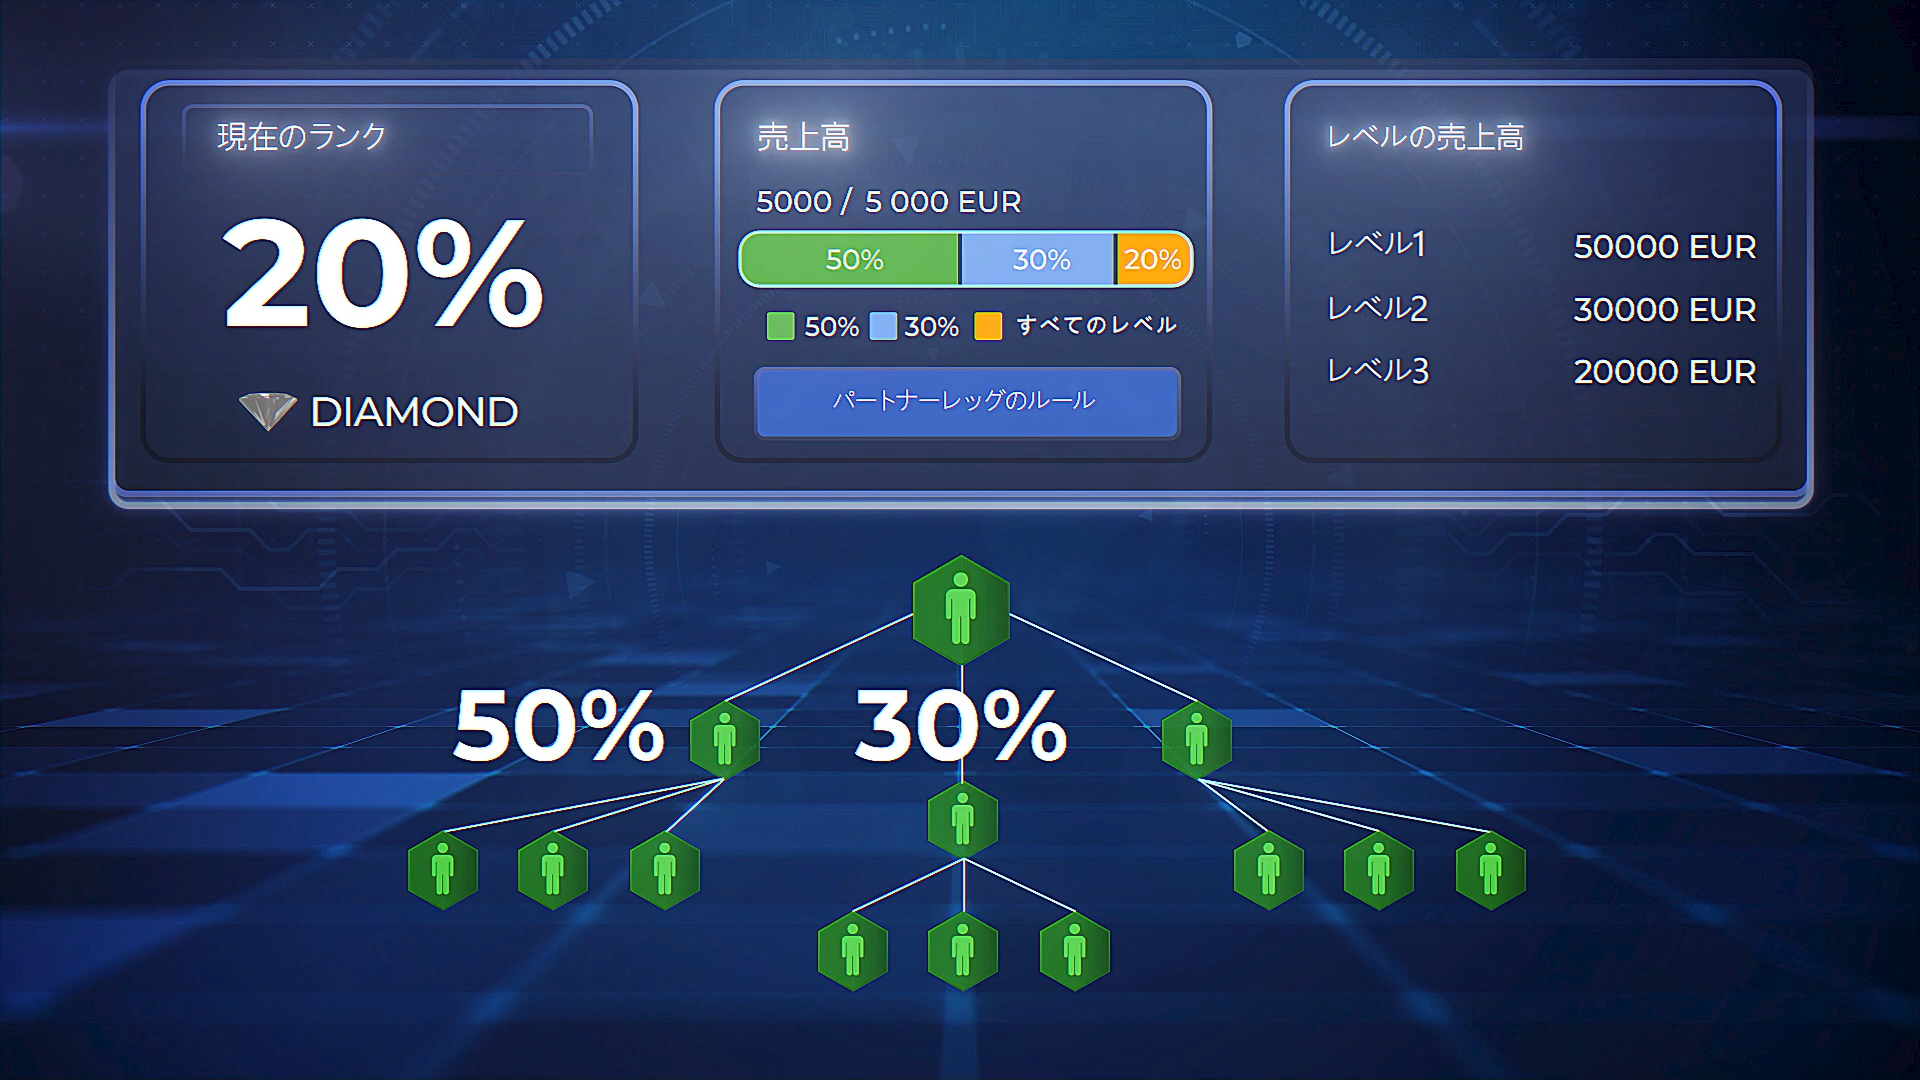 現在のランク
20%
DIAMOND
売上高
5000 / 5 000 EUR
50% 30% 20%
50% 30% すべてのレベル
パートナーレッグのルール
レベルの売上高
レベル1 50000 EUR
レベル2 30000 EUR
レベル3 20000 EUR
50% 30%